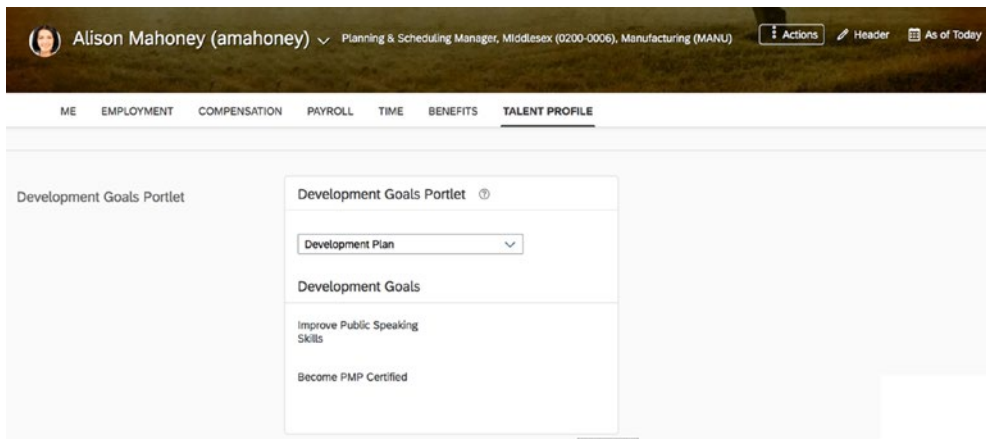 Alison Mahoney (amahoney) Planning & Scheduling Manager, Middlesex (0200-0006), Manufacturing (MANU) Actions Header As of Today
ME EMPLOYMENT COMPENSATION PAYROLL TIME BENEFITS TALENT PROFILE
Development Goals Portlet
Development Goals Portlet
Development Plan
Development Goals
Improve Public Speaking
Skills
Become PMP Certified